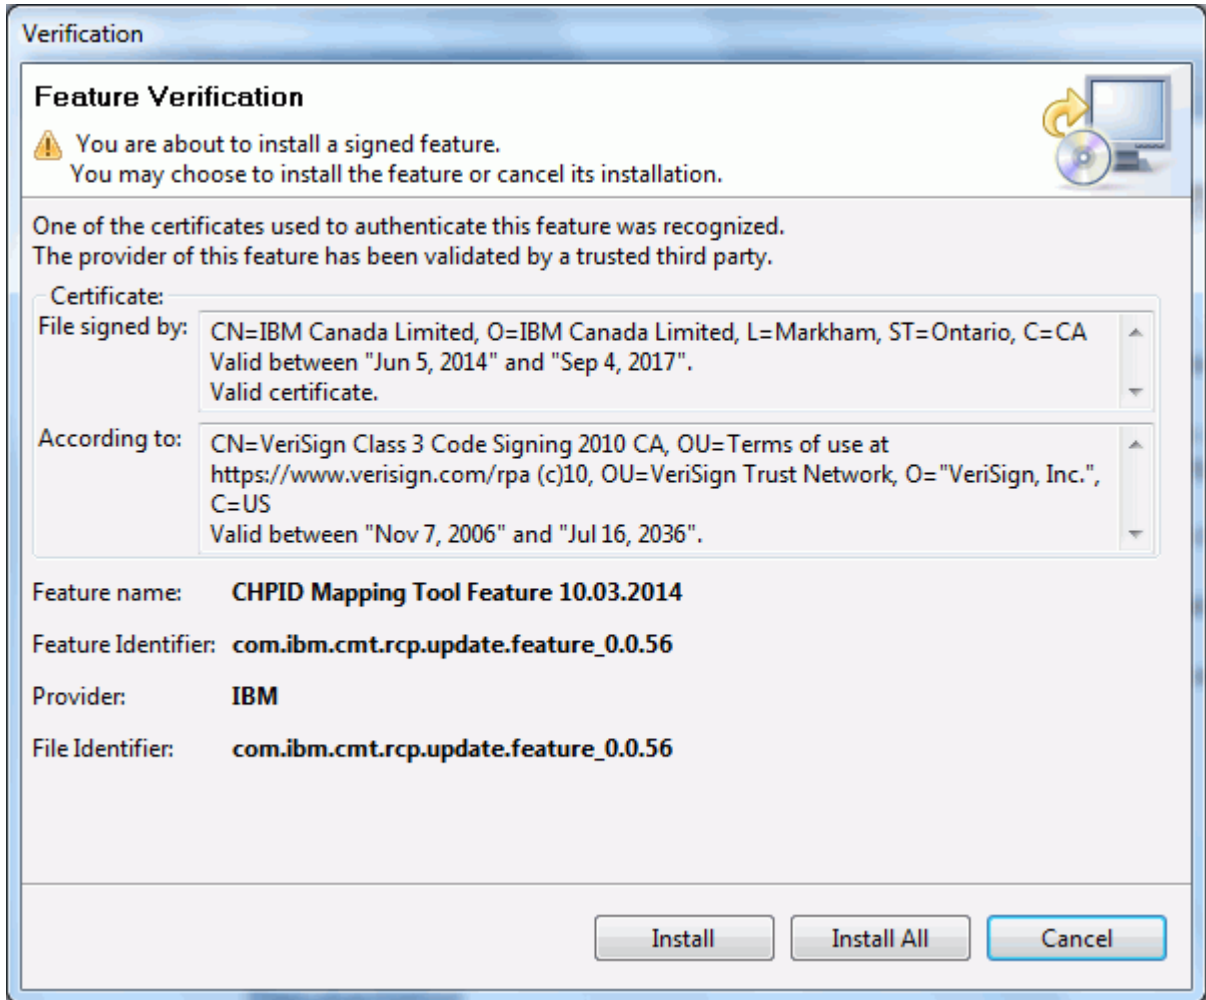 Verification
Feature Verification
You are about to install a signed feature.
You may choose to install the feature or cancel its installation.
One of the certificates used to authenticate this feature was recognized.
The provider of this feature has been validated by a trusted third party.
Certificate:
File signed by: CN=IBM Canada Limited, O=IBM Canada Limited, L=Markham, ST=Ontario, C=CA
Valid between "Jun 5, 2014" and "Sep 4, 2017".
Valid certificate.
According to: CN=VeriSign Class 3 Code Signing 2010 CA, OU=Terms of use at
https://www.verisign.com/rpa (c)10, OU=VeriSign Trust Network, O="VeriSign, Inc.",
C=US
Valid between "Nov 7, 2006" and "Jul 16, 2036".
Feature name: CHPID Mapping Tool Feature 10.03.2014
Feature Identifier: com.ibm.cmt.rcp.update.feature_0.0.56
Provider: IBM
File Identifier: com.ibm.cmt.rcp.update.feature_0.0.56
Install Install All Cancel